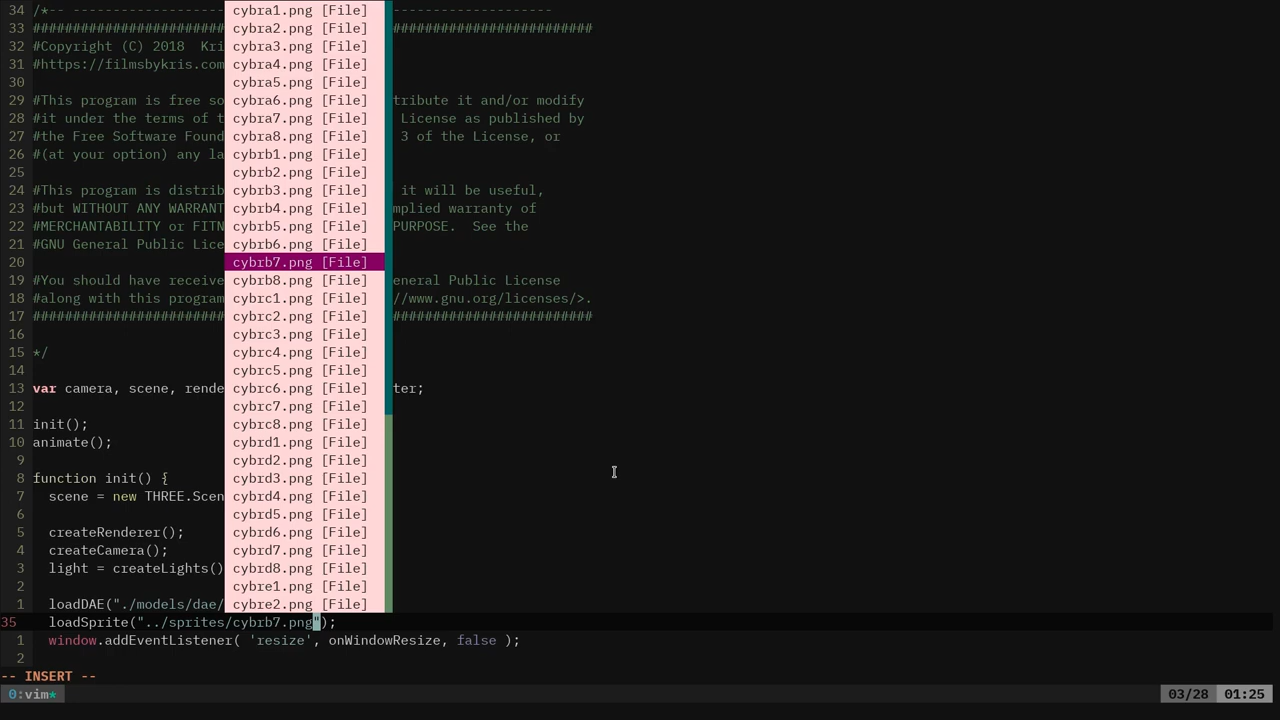 34 /*-- -------------------cybra1.png [File] --------------------
33 ########################cybra2.png [File] #########################
32 #Copyright (C) 2018  Kri cybra3.png [File]
31 #https://filmsbykris.com cybra4.png [File]
30 cybra5.png [File]
29 #This program is free so cybra6.png [File] tribute it and/or modify
28 #it under the terms of t cybra7.png [File] License as published by
27 #the Free Software Found cybra8.png [File] 3 of the License, or
26 #(at your option) any la cybrb1.png [File]
25 cybrb2.png [File]
24 #This program is distrib cybrb3.png [File] it will be useful,
23 #but WITHOUT ANY WARRANT cybrb4.png [File] mplied warranty of
22 #MERCHANTABILITY or FITN cybrb5.png [File] PURPOSE.  See the
21 #GNU General Public Lice cybrb6.png [File]
20 cybrb7.png [File]
19 #You should have receive cybrb8.png [File] eneral Public License
18 #along with this program cybrc1.png [File] //www.gnu.org/licenses/>.
17 ########################cybrc2.png [File] #########################
16 cybrc3.png [File]
15 */ cybrc4.png [File]
14 cybrc5.png [File]
13 var camera, scene, rende cybrc6.png [File] ter;
12 cybrc7.png [File]
11 init(); cybrc8.png [File]
10 animate(); cybrd1.png [File]
9 cybrd2.png [File]
8 function init() { cybrd3.png [File]
7 scene = new THREE.Scen cybrd4.png [File]
6 cybrd5.png [File]
5 createRenderer(); cybrd6.png [File]
4 createCamera(); cybrd7.png [File]
3 light = createLights() cybrd8.png [File]
2 cybre1.png [File]
1 loadDAE("./models/dae/ cybre2.png [File]
35 loadSprite("../sprites/cybrb7.png");
1 window.addEventListener( 'resize', onWindowResize, false );
2
-- INSERT --
0:vim* 03/28 01:25